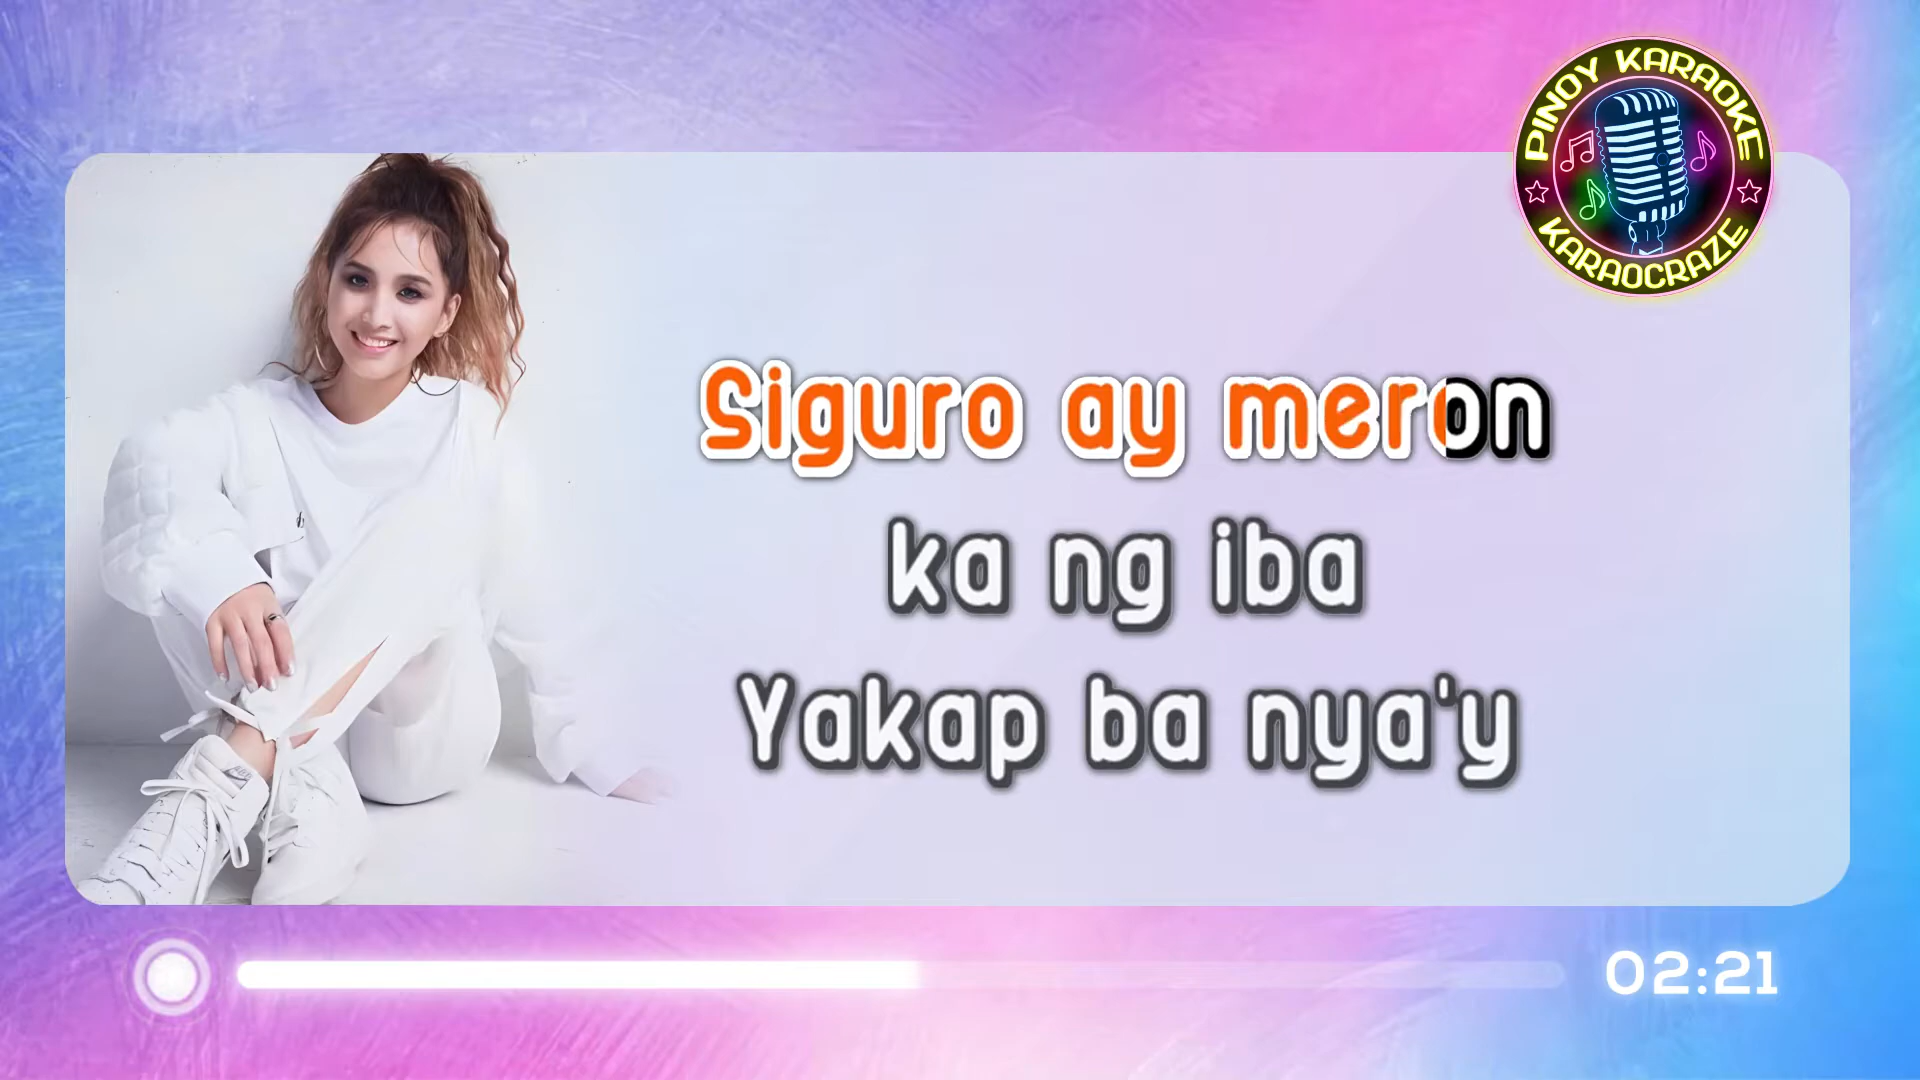 PINOY KARAOKE
KARAOCRAZE
Siguro ay meron
ka ng iba
Yakap ba nya'y
02:21